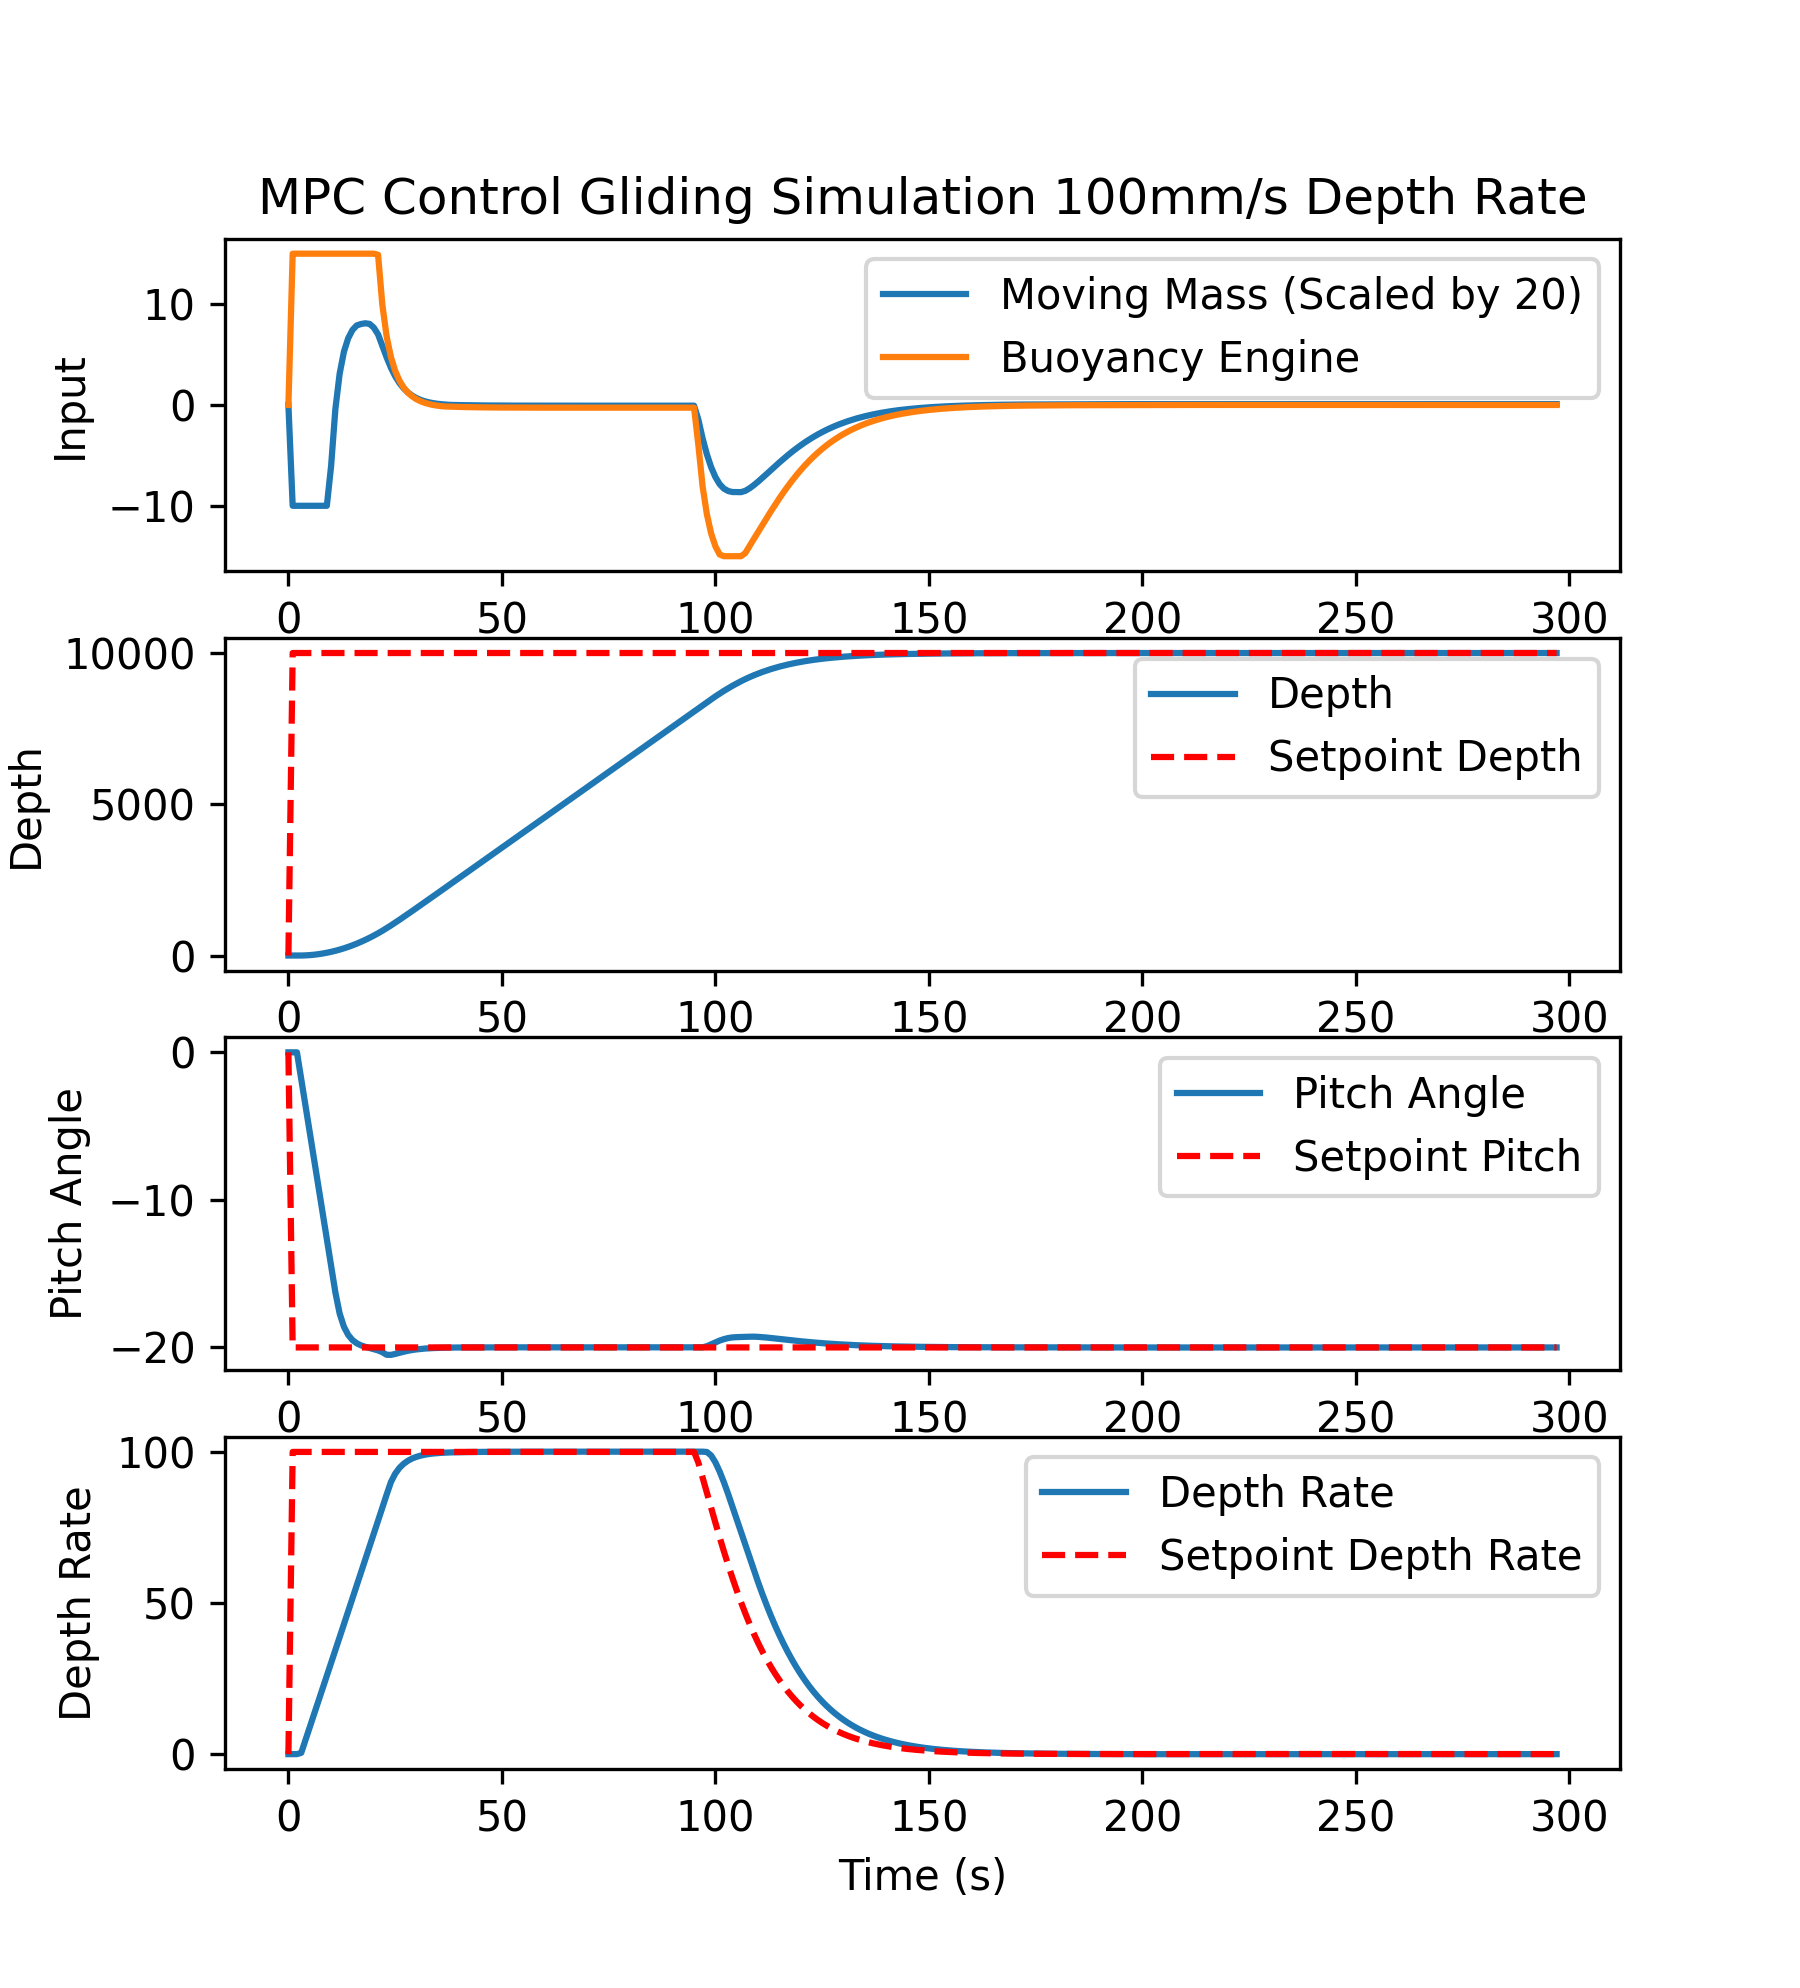 MPC Control Gliding Simulation 100mm/s Depth Rate
Input
10
0
−10
Moving Mass (Scaled by 20)
Buoyancy Engine
0 50 100 150 200 250 300
Depth
10000
5000
0
Depth
Setpoint Depth
0 50 100 150 200 250 300
Pitch Angle
0
−10
−20
Pitch Angle
Setpoint Pitch
0 50 100 150 200 250 300
Depth Rate
100
50
0
Depth Rate
Setpoint Depth Rate
0 50 100 150 200 250 300
Time (s)